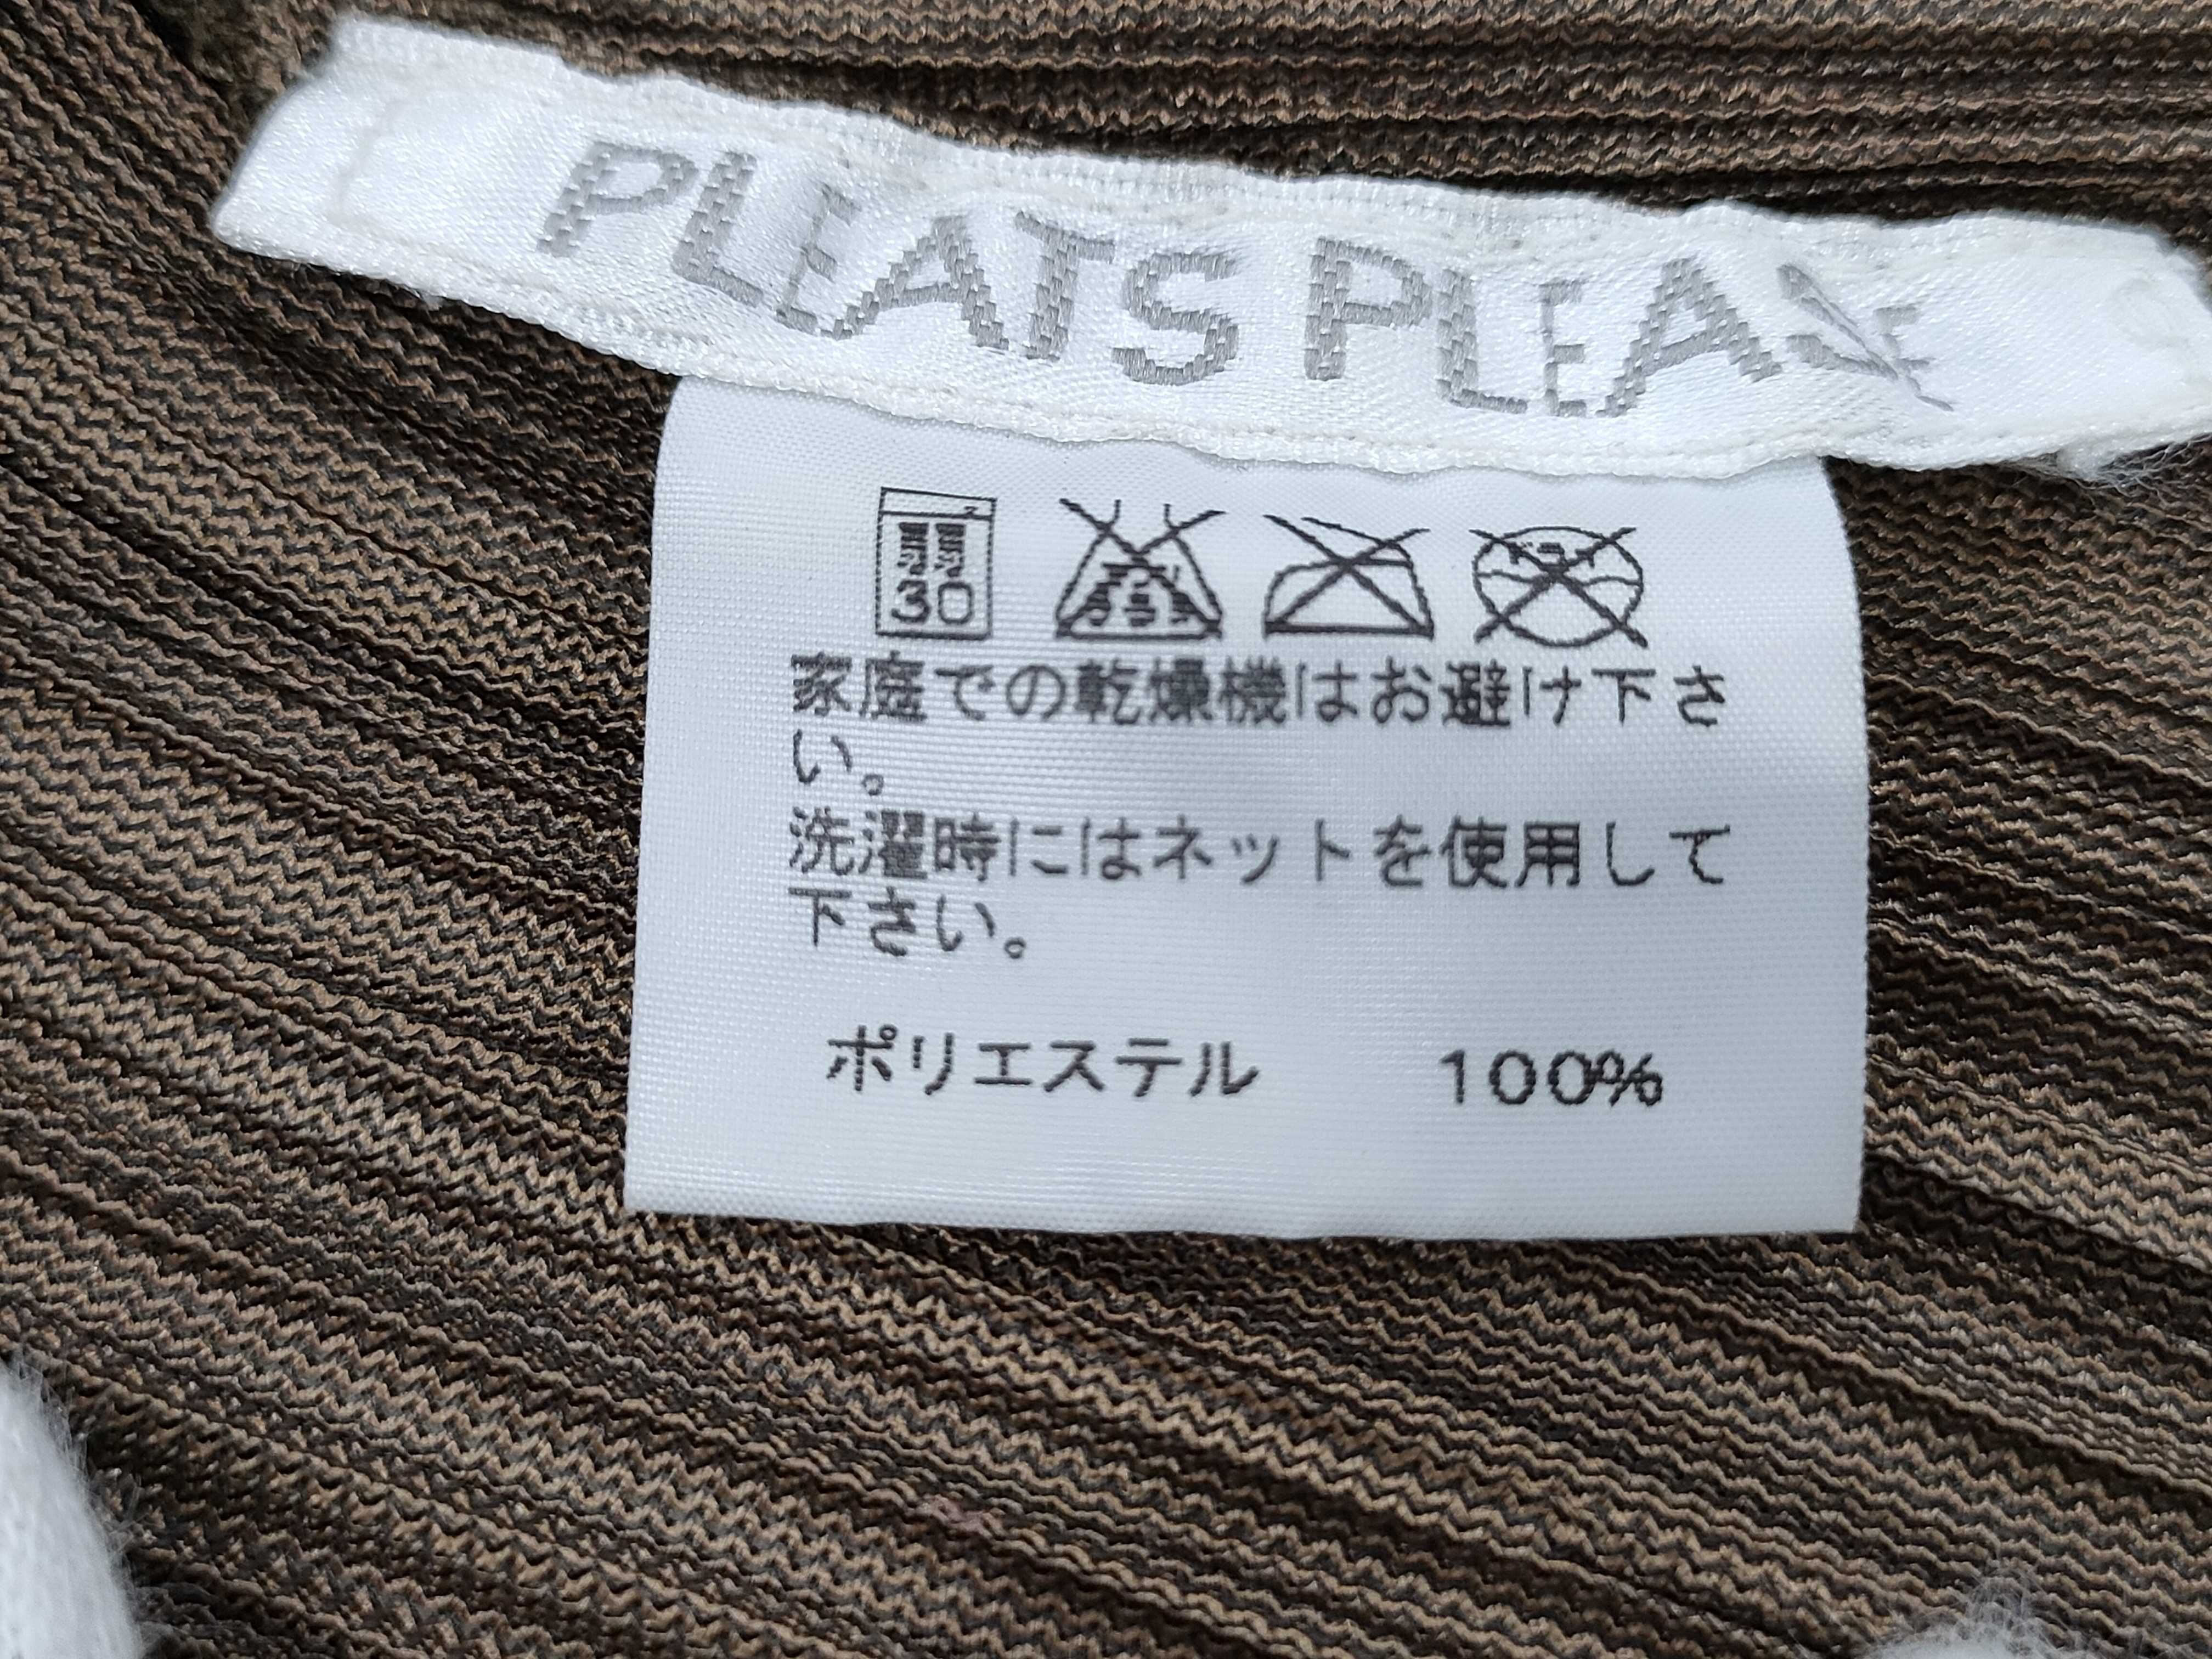 PLEATS PLEASE
30
家庭での乾燥機はお避け下さ
い。
洗濯時にはネットを使用して
下さい。
ポリエステル 100%